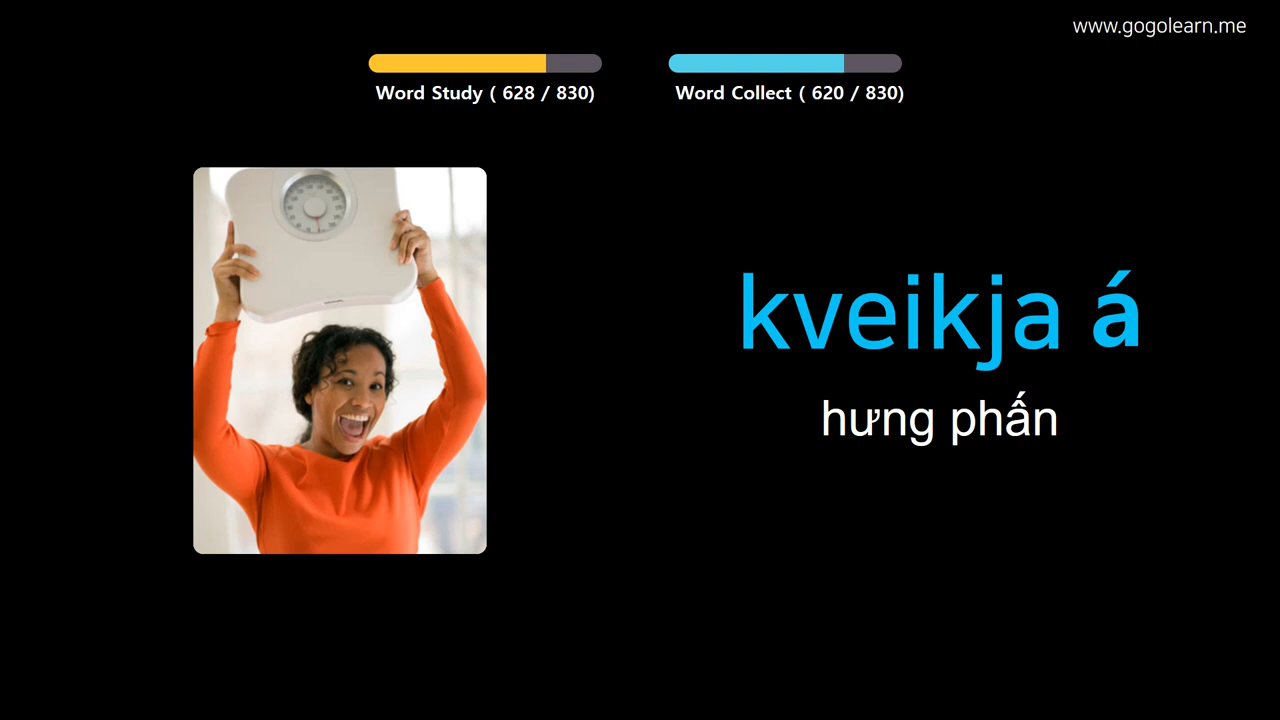 www.gogolearn.me
Word Study ( 628 / 830)
Word Collect ( 620 / 830)
kveikja á
hưng phấn